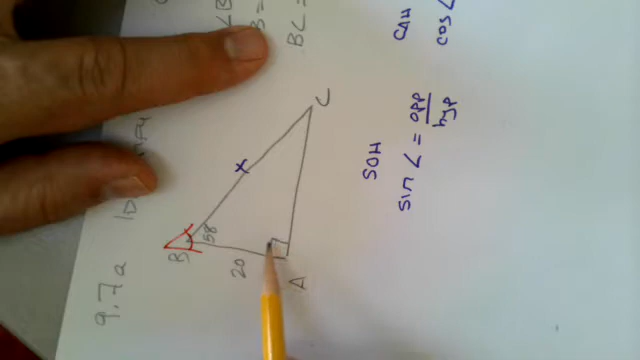 9.7a
B
58
20
A
x
C
BC =
SOH
sin ∠ = opp
hyp
CAH
cos ∠